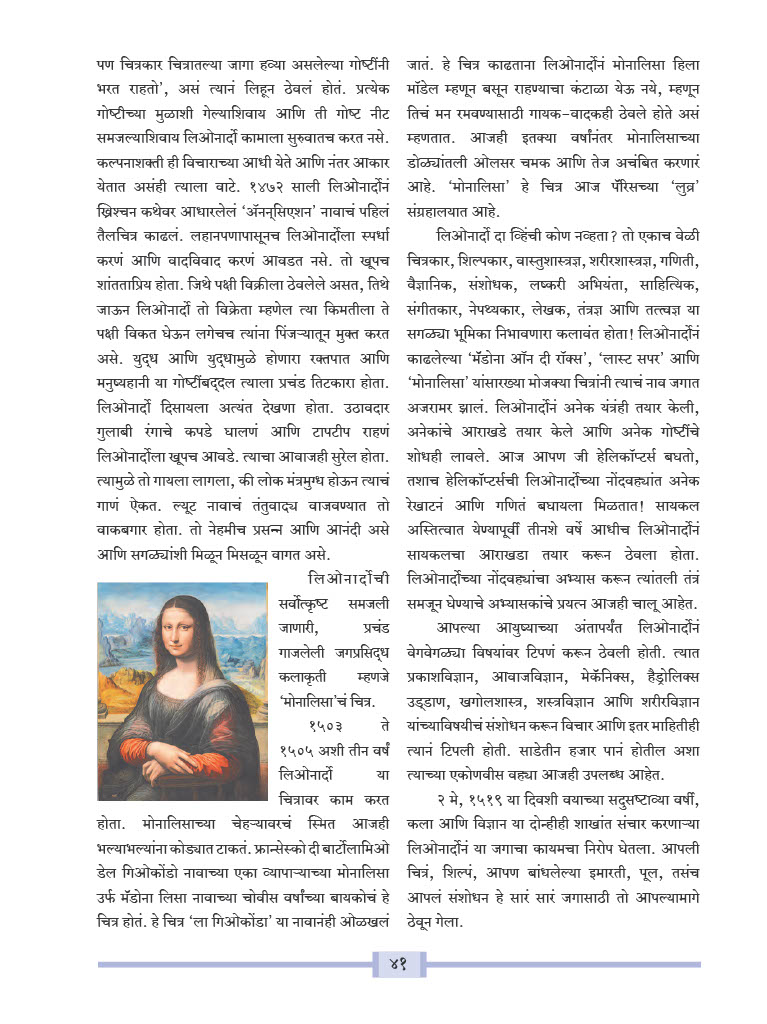 पण चित्रकार चित्रातल्या जागा हव्या असलेल्या गोष्टींनी
भरत राहतो’, असं त्यानं लिहून ठेवलं होतं. प्रत्येक
गोष्टीच्या मुळाशी गेल्याशिवाय आणि ती गोष्ट नीट
समजल्याशिवाय लिओनार्दो कामाला सुरुवातच करत नसे.
कल्पनाशक्ती ही विचाराच्या आधी येते आणि नंतर आकार
येतात असंही त्याला वाटे. १४७२ साली लिओनार्दोनं
ख्रिश्चन कथेवर आधारलेलं ‘ॲनन्‌सिएशन’ नावाचं पहिलं
तैलचित्र काढलं. लहानपणापासूनच लिओनार्दोला स्पर्धा
करणं आणि वादविवाद करणं आवडत नसे. तो खूपच
शांतताप्रिय होता. जिथे पक्षी विक्रीला ठेवलेले असत, तिथे
जाऊन लिओनार्दो तो विक्रेता म्हणेल त्या किमतीला ते
पक्षी विकत घेऊन लगेचच त्यांना पिंजऱ्यातून मुक्त करत
असे. युद्ध आणि युद्धामुळे होणारा रक्तपात आणि
मनुष्यहानी या गोष्टींबद्दल त्याला प्रचंड तिटकारा होता.
लिओनार्दो दिसायला अत्यंत देखणा होता. उठावदार
गुलाबी रंगाचे कपडे घालणं आणि टापटीप राहणं
लिओनार्दोला खूपच आवडे. त्याचा आवाजही सुरेल होता.
त्यामुळे तो गायला लागला, की लोक मंत्रमुग्ध होऊन त्याचं
गाणं ऐकत. ल्यूट नावाचं तंतुवाद्य वाजवण्यात तो
वाकबगार होता. तो नेहमीच प्रसन्न आणि आनंदी असे
आणि सगळ्यांशी मिळून मिसळून वागत असे.
लिओनार्दोची
सर्वोत्कृष्ट समजली
जाणारी, प्रचंड
गाजलेली जगप्रसिद्ध
कलाकृती म्हणजे
‘मोनालिसा’चं चित्र.
१५०३ ते
१५०५ अशी तीन वर्षं
लिओनार्दो या
चित्रावर काम करत
होता. मोनालिसाच्या चेहऱ्यावरचं स्मित आजही
भल्याभल्यांना कोड्यात टाकतं. फ्रान्सेस्को दी बार्टोलामिओ
डेल गिओकोंडो नावाच्या एका व्यापाऱ्याच्या मोनालिसा
उर्फ मॅडोना लिसा नावाच्या चोवीस वर्षांच्या बायकोचं हे
चित्र होतं. हे चित्र ‘ला गिओकोंडा’ या नावानंही ओळखलं
जातं. हे चित्र काढताना लिओनार्दोनं मोनालिसा हिला
मॉडेल म्हणून बसून राहण्याचा कंटाळा येऊ नये, म्हणून
तिचं मन रमवण्यासाठी गायक-वादकही ठेवले होते असं
म्हणतात. आजही इतक्या वर्षांनंतर मोनालिसाच्या
डोळ्यांतली ओलसर चमक आणि तेज अचंबित करणारं
आहे. ‘मोनालिसा’ हे चित्र आज पॅरिसच्या ‘लुव्र’
संग्रहालयात आहे.
लिओनार्दो दा व्हिंची कोण नव्हता? तो एकाच वेळी
चित्रकार, शिल्पकार, वास्तुशास्त्रज्ञ, शरीरशास्त्रज्ञ, गणिती,
वैज्ञानिक, संशोधक, लष्करी अभियंता, साहित्यिक,
संगीतकार, नेपथ्यकार, लेखक, तंत्रज्ञ आणि तत्त्वज्ञ या
सगळ्या भूमिका निभावणारा कलावंत होता! लिओनार्दोनं
काढलेल्या ‘मॅडोना ऑन दी रॉक्स’, ‘लास्ट सपर’ आणि
‘मोनालिसा’ यांसारख्या मोजक्या चित्रांनी त्याचं नाव जगात
अजरामर झालं. लिओनार्दोनं अनेक यंत्रंही तयार केली,
अनेकांचे आराखडे तयार केले आणि अनेक गोष्टींचे
शोधही लावले. आज आपण जी हेलिकॉप्टर्स बघतो,
तशाच हेलिकॉप्टर्सची लिओनार्दोच्या नोंदवह्यांत अनेक
रेखाटनं आणि गणितं बघायला मिळतात! सायकल
अस्तित्वात येण्यापूर्वी तीनशे वर्षे आधीच लिओनार्दोनं
सायकलचा आराखडा तयार करून ठेवला होता.
लिओनार्दोच्या नोंदवह्यांचा अभ्यास करून त्यांतली तंत्रं
समजून घेण्याचे अभ्यासकांचे प्रयत्न आजही चालू आहेत.
आपल्या आयुष्याच्या अंतापर्यंत लिओनार्दोनं
वेगवेगळ्या विषयांवर टिपणं करून ठेवली होती. त्यात
प्रकाशविज्ञान, आवाजविज्ञान, मेकॅनिक्स, हैड्रोलिक्स
उड्डाण, खगोलशास्त्र, शस्त्रविज्ञान आणि शरीरविज्ञान
यांच्याविषयीचं संशोधन करून विचार आणि इतर माहितीही
त्यानं टिपली होती. साडेतीन हजार पानं होतील अशा
त्याच्या एकोणवीस वह्या आजही उपलब्ध आहेत.
२ मे, १५१९ या दिवशी वयाच्या सदुसष्टाव्या वर्षी,
कला आणि विज्ञान या दोन्हीही शाखांत संचार करणाऱ्या
लिओनार्दोनं या जगाचा कायमचा निरोप घेतला. आपली
चित्रं, शिल्पं, आपण बांधलेल्या इमारती, पूल, तसंच
आपलं संशोधन हे सारं सारं जगासाठी तो आपल्यामागे
ठेवून गेला.
४१